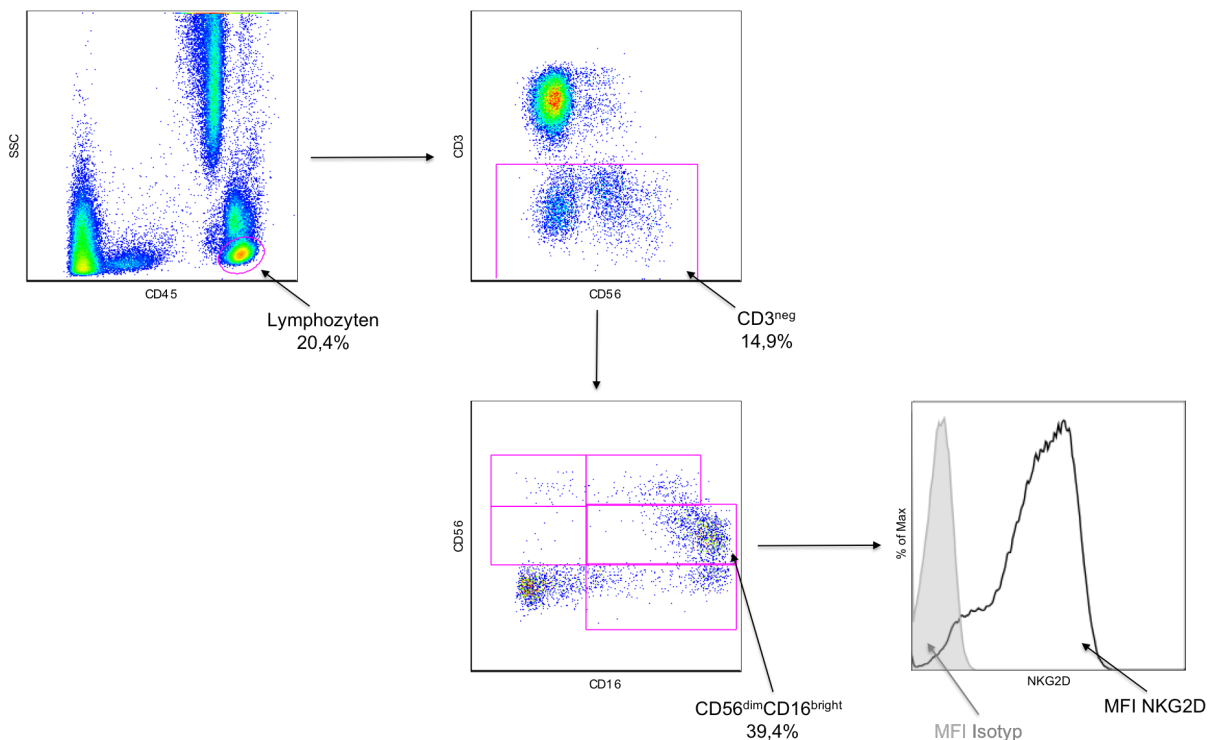 SSC
CD45
Lymphozyten
20,4%
CD3
CD56
CD3neg
14,9%
CD56
CD16
CD56dimCD16bright
39,4%
% of Max
NKG2D
MFI NKG2D
MFI Isotyp